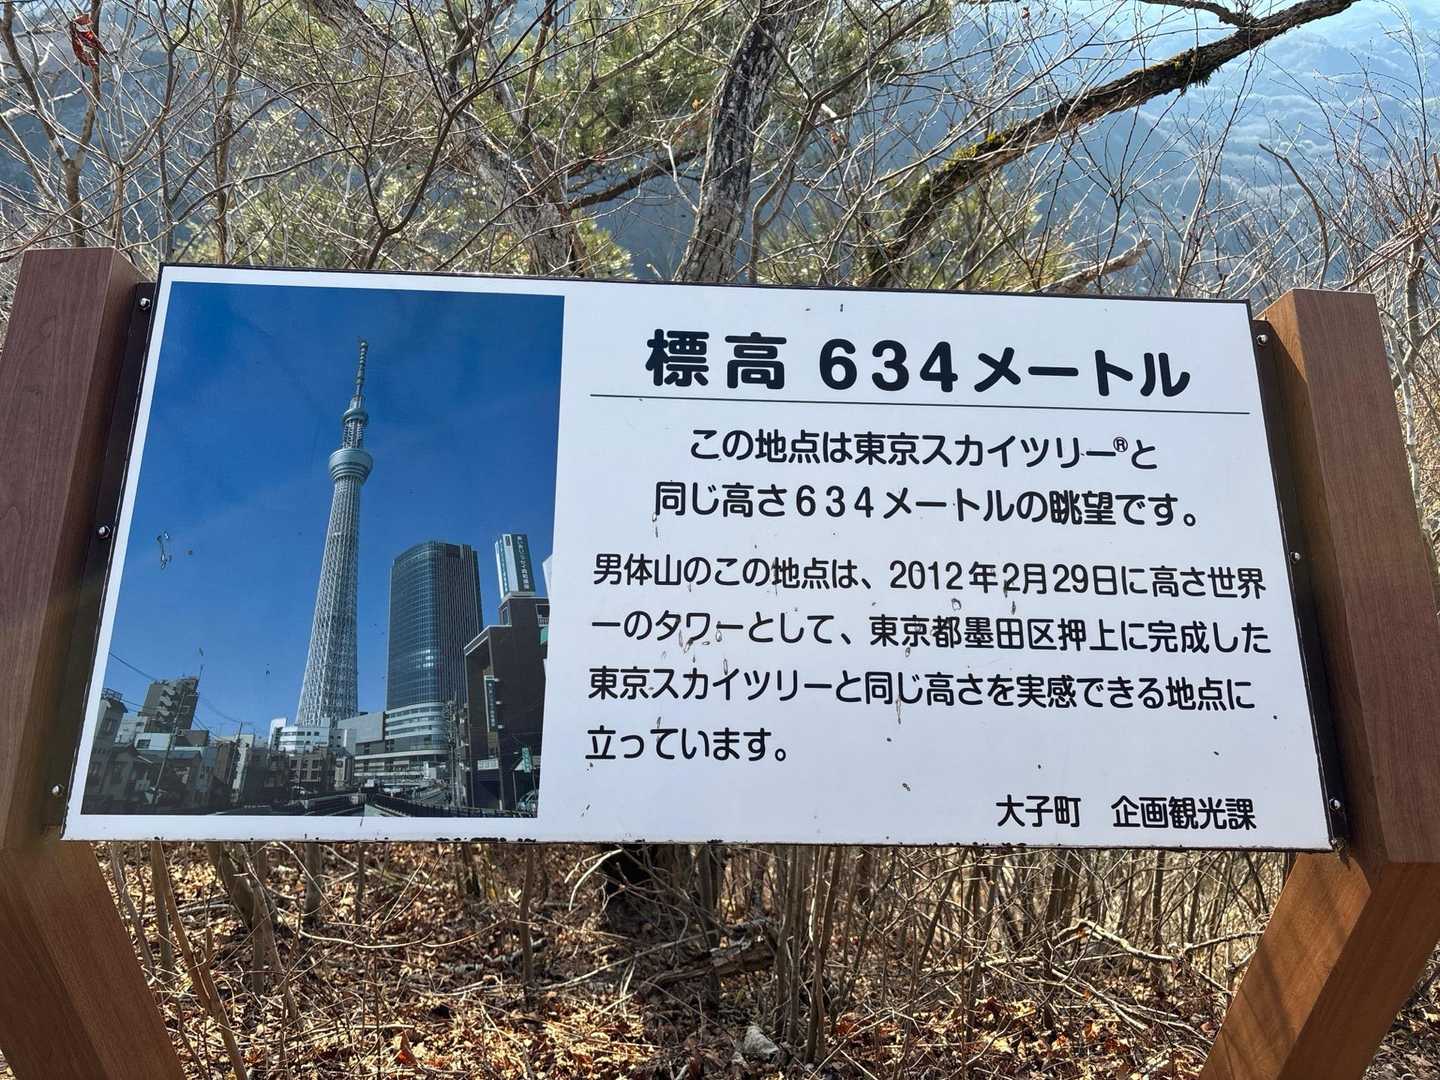 標高 634メートル
この地点は東京スカイツリー®と
同じ高さ634メートルの眺望です。
男体山のこの地点は、2012年2月29日に高さ世界
一のタワーとして、東京都墨田区押上に完成した
東京スカイツリーと同じ高さを実感できる地点に
立っています。
大子町 企画観光課